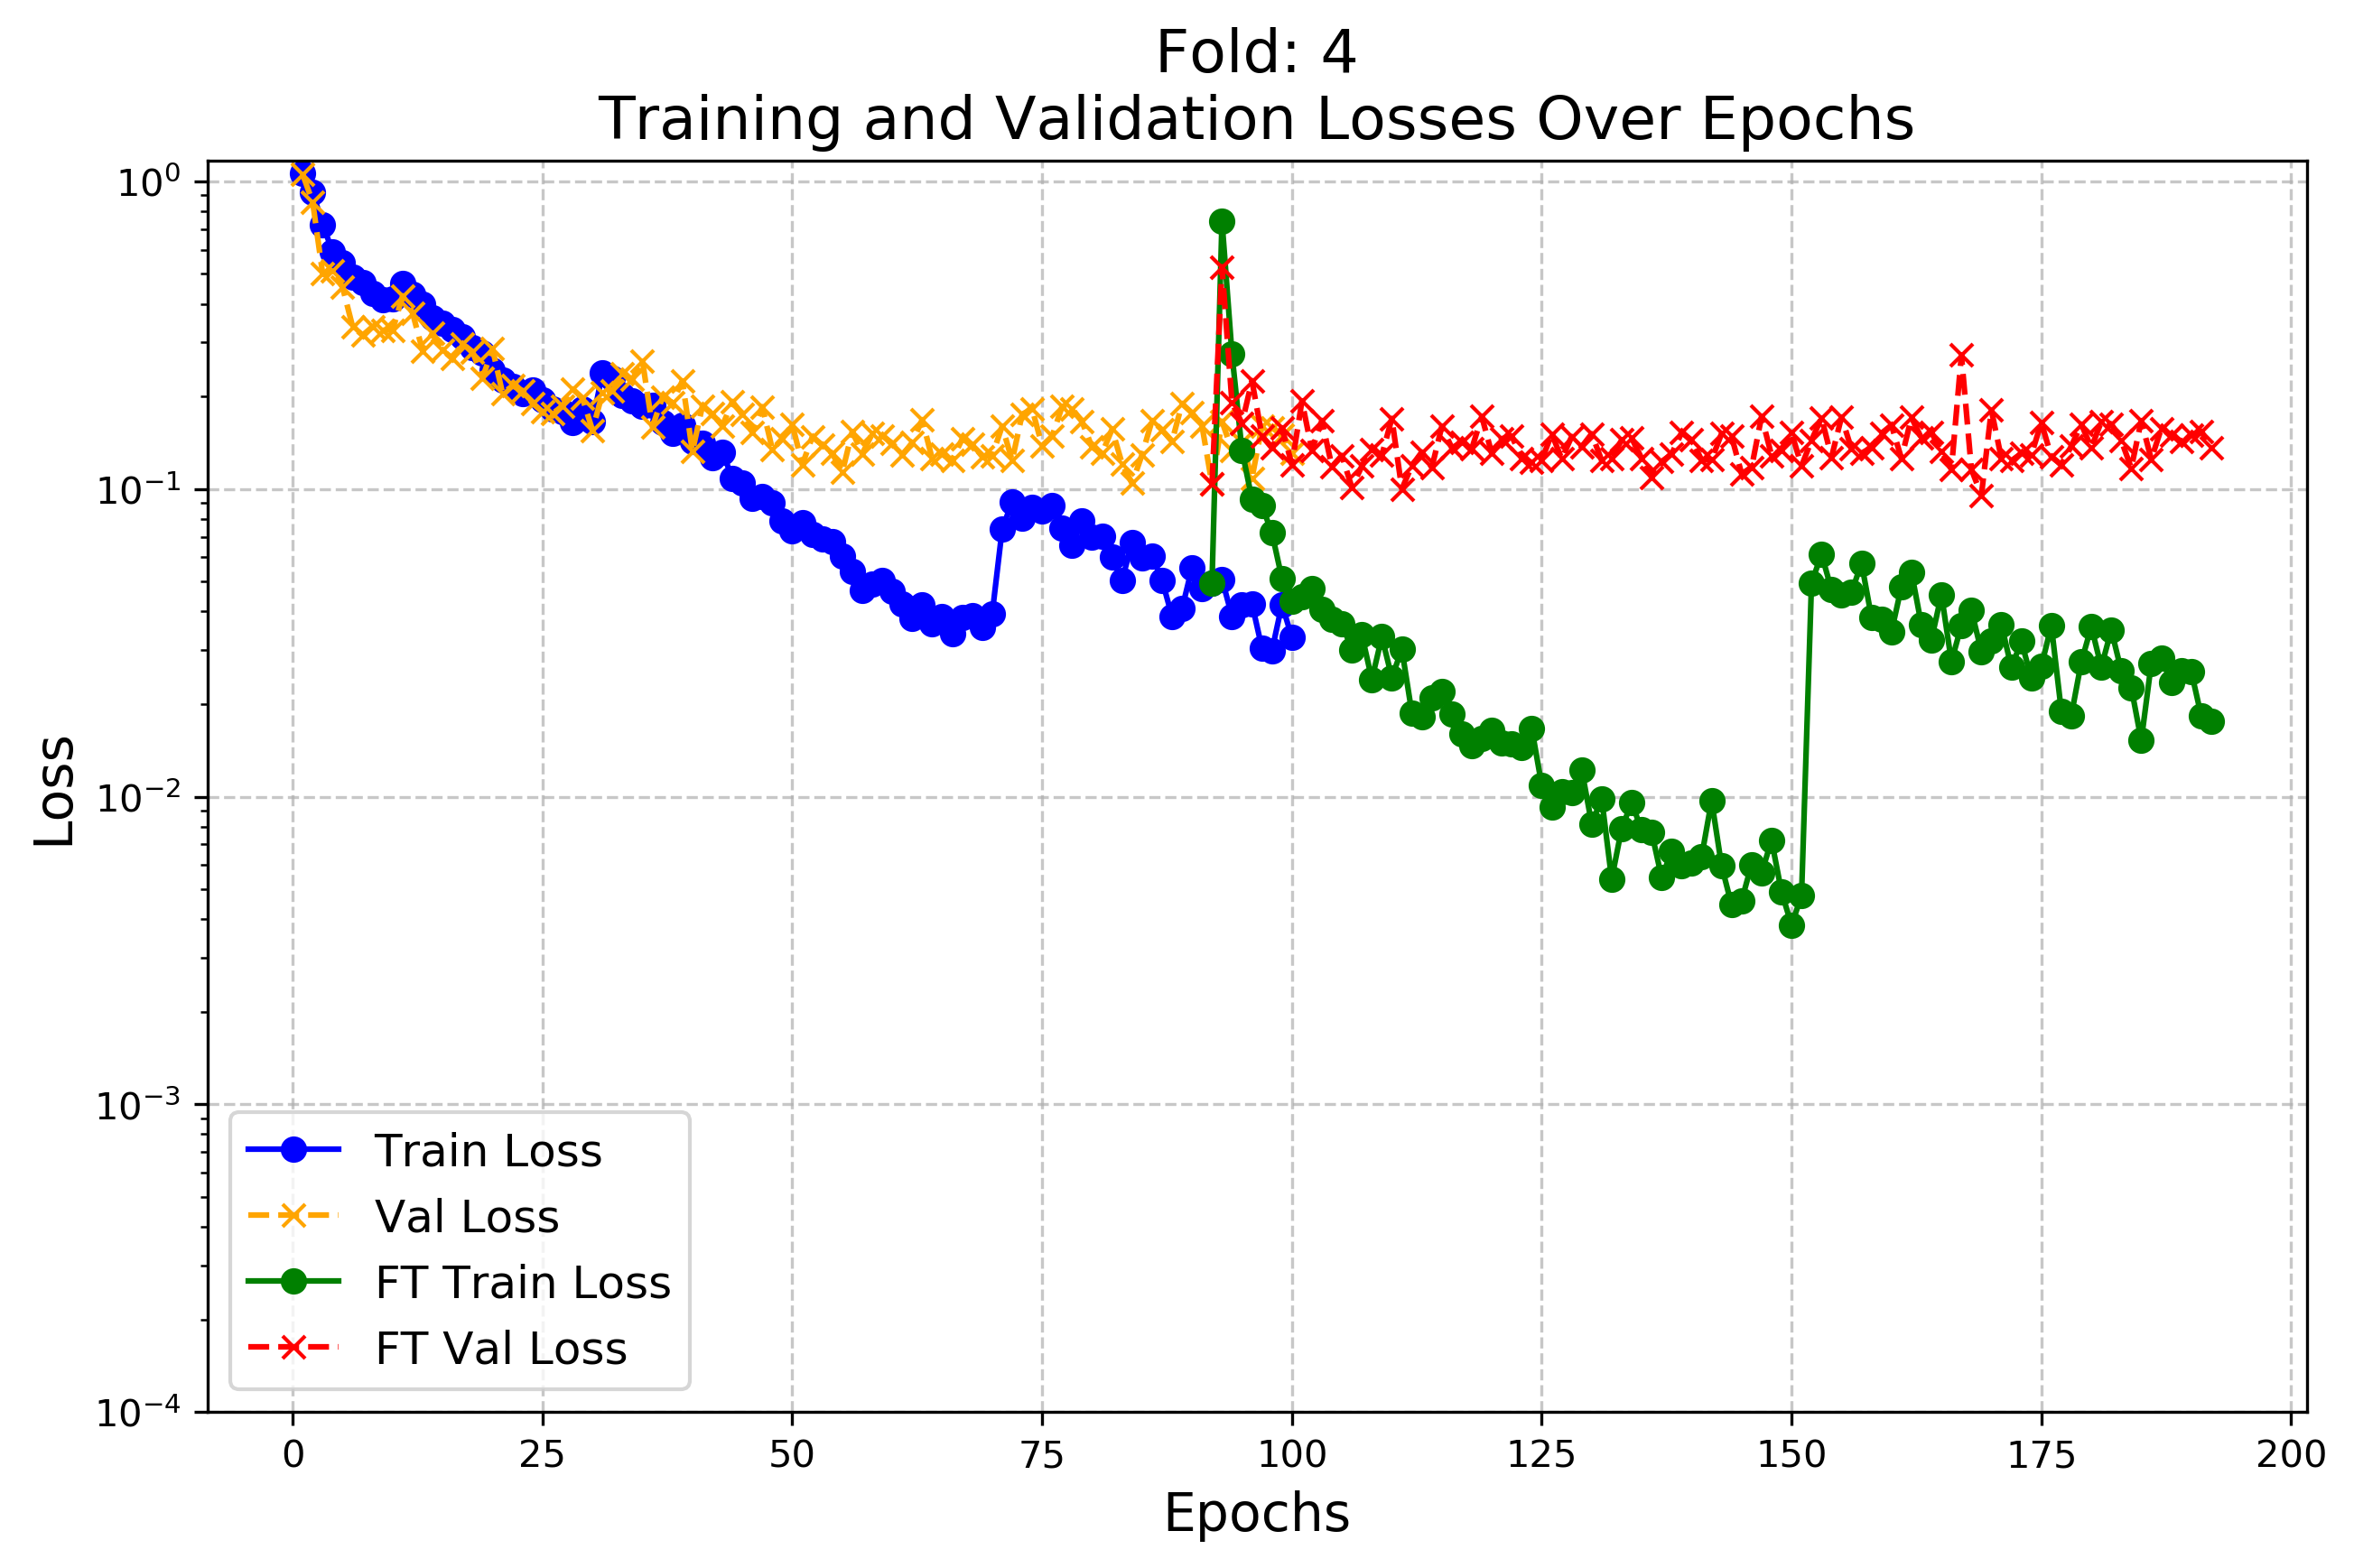 Fold: 4
Training and Validation Losses Over Epochs
10⁰
10⁻¹
10⁻²
10⁻³
10⁻⁴
Loss
Train Loss
Val Loss
FT Train Loss
FT Val Loss
0 25 50 75 100 125 150 175 200
Epochs